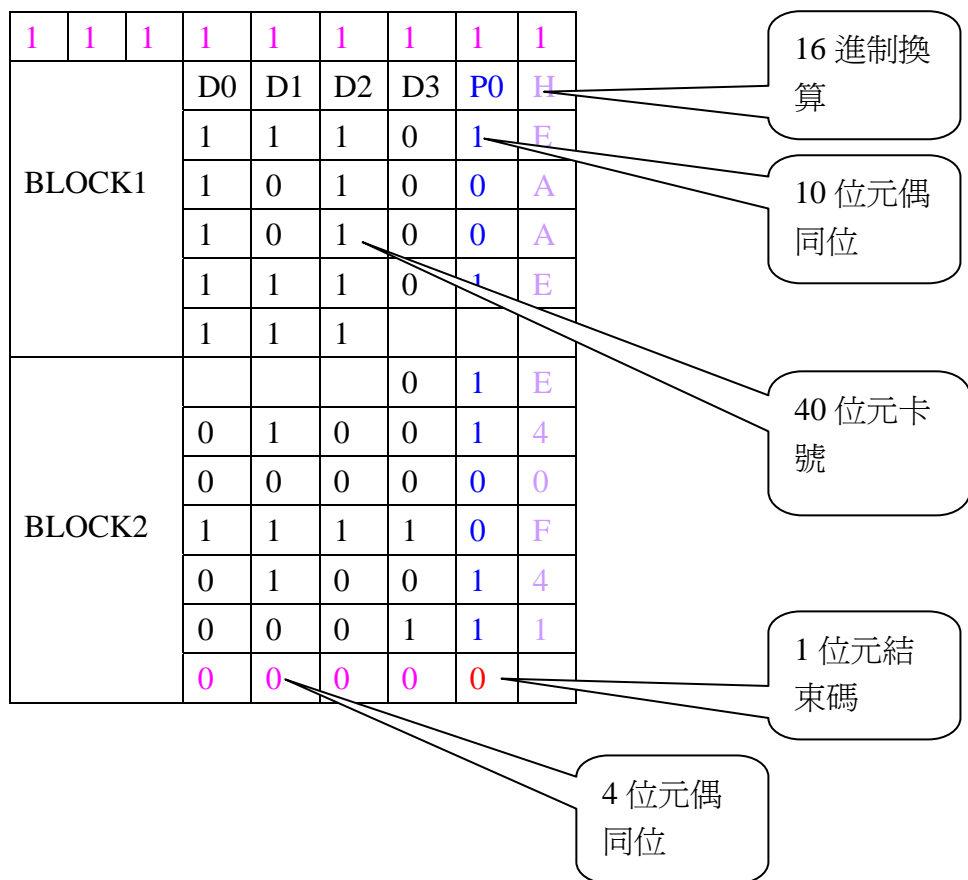 1 1 1 1 1 1 1 1 1
BLOCK1
D0 D1 D2 D3 P0 H
1 1 1 0 1 E
1 0 1 0 0 A
1 0 1 0 0 A
1 1 1 0 1 E
1 1 1
BLOCK2
0 1 E
0 1 0 0 1 4
0 0 0 0 0 0
1 1 1 1 0 F
0 1 0 0 1 4
0 0 0 1 1 1
0 0 0 0 0
16 進制換
算
10 位元偶
同位
40 位元卡
號
1 位元結
束碼
4 位元偶
同位